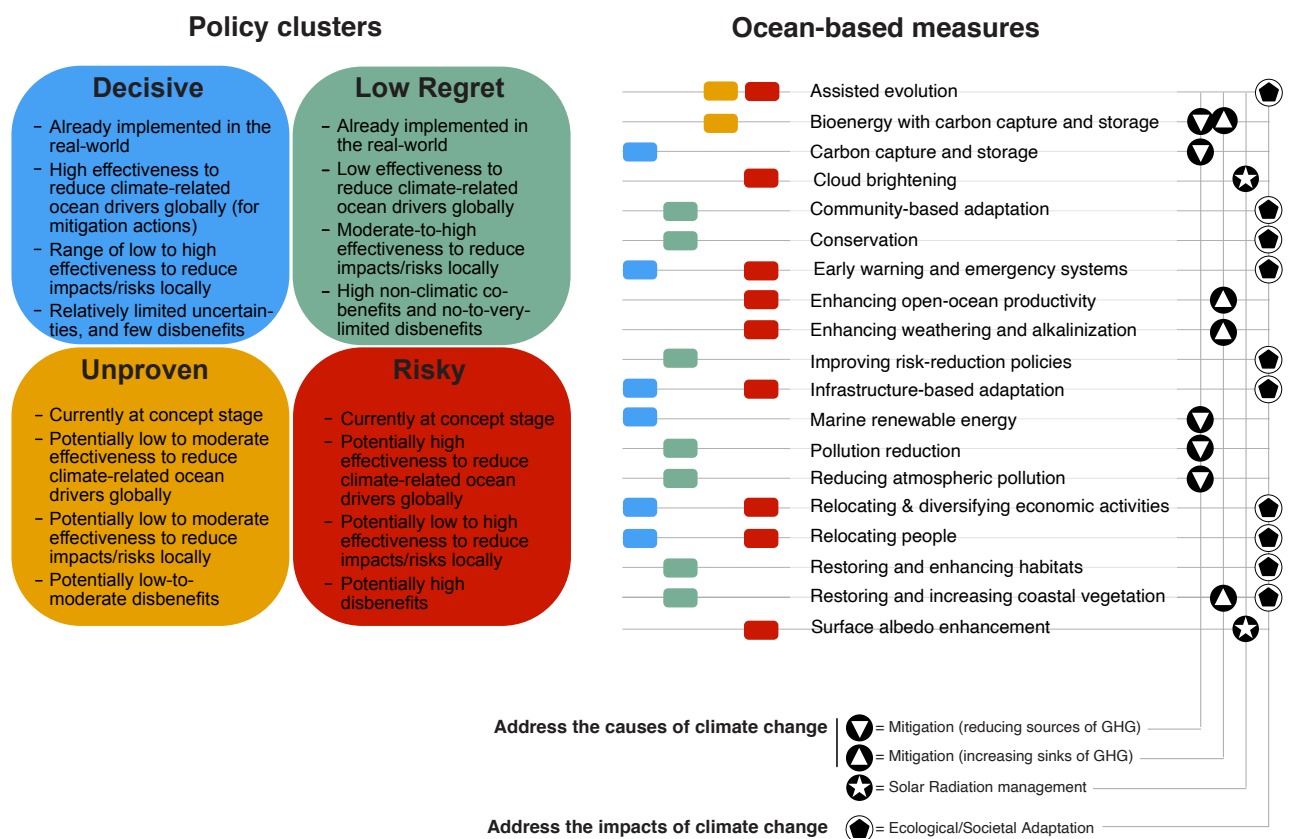 Policy clusters
Decisive
– Already implemented in the
real-world
– High effectiveness to
reduce climate-related
ocean drivers globally (for
mitigation actions)
– Range of low to high
effectiveness to reduce
impacts/risks locally
– Relatively limited uncertain-
ties, and few disbenefits
Low Regret
– Already implemented in
the real-world
– Low effectiveness to
reduce climate-related
ocean drivers globally
– Moderate-to-high
effectiveness to reduce
impacts/risks locally
– High non-climatic co-
benefits and no-to-very-
limited disbenefits
Unproven
– Currently at concept stage
– Potentially low to moderate
effectiveness to reduce
climate-related ocean
drivers globally
– Potentially low to moderate
effectiveness to reduce
impacts/risks locally
– Potentially low-to-
moderate disbenefits
Risky
– Currently at concept stage
– Potentially high
effectiveness to reduce
climate-related ocean
drivers globally
– Potentially low to high
effectiveness to reduce
impacts/risks locally
– Potentially high
disbenefits
Ocean-based measures
Assisted evolution
Bioenergy with carbon capture and storage
Carbon capture and storage
Cloud brightening
Community-based adaptation
Conservation
Early warning and emergency systems
Enhancing open-ocean productivity
Enhancing weathering and alkalinization
Improving risk-reduction policies
Infrastructure-based adaptation
Marine renewable energy
Pollution reduction
Reducing atmospheric pollution
Relocating & diversifying economic activities
Relocating people
Restoring and enhancing habitats
Restoring and increasing coastal vegetation
Surface albedo enhancement
Address the causes of climate change
= Mitigation (reducing sources of GHG)
= Mitigation (increasing sinks of GHG)
= Solar Radiation management
Address the impacts of climate change
= Ecological/Societal Adaptation